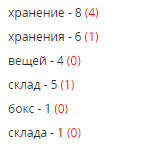 хранение - 8 (4)
хранения - 6 (1)
вещей - 4 (0)
склад - 5 (1)
бокс - 1 (0)
склада - 1 (0)